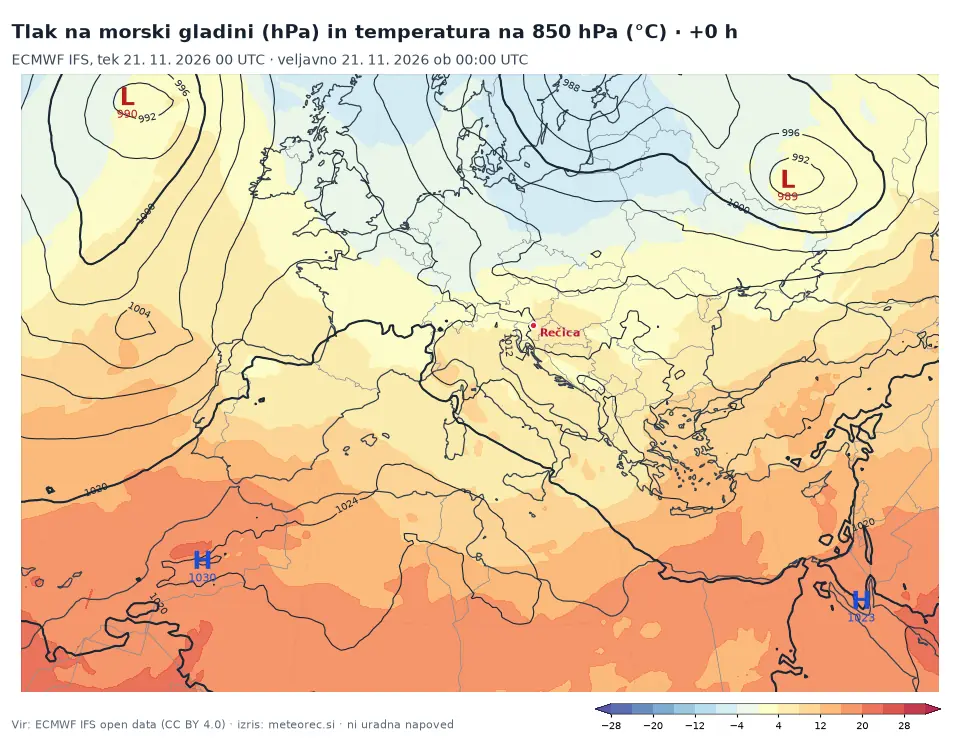 Tlak na morski gladini (hPa) in temperatura na 850 hPa (°C) · +0 h
ECMWF IFS, tek 21. 11. 2026 00 UTC · veljavno 21. 11. 2026 ob 00:00 UTC
996
988
L
990
992
996
992
L
989
1000
1000
1004
Rečica
1012
1020
1024
1020
H
1030
1020
H
1023
Vir: ECMWF IFS open data (CC BY 4.0) · izris: meteorec.si · ni uradna napoved
−28 −20 −12 −4 4 12 20 28